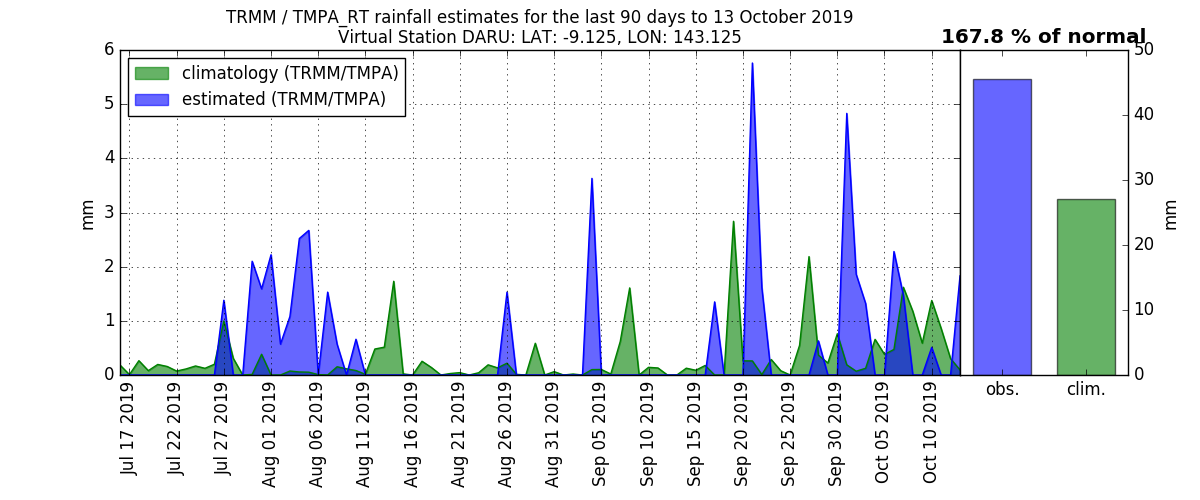 TRMM / TMPA_RT rainfall estimates for the last 90 days to 13 October 2019
Virtual Station DARU: LAT: -9.125, LON: 143.125
167.8 % of normal
climatology (TRMM/TMPA)
estimated (TRMM/TMPA)
6
5
4
3
2
1
0
mm
50
40
30
20
10
0
mm
Jul 17 2019
Jul 22 2019
Jul 27 2019
Aug 01 2019
Aug 06 2019
Aug 11 2019
Aug 16 2019
Aug 21 2019
Aug 26 2019
Aug 31 2019
Sep 05 2019
Sep 10 2019
Sep 15 2019
Sep 20 2019
Sep 25 2019
Sep 30 2019
Oct 05 2019
Oct 10 2019
obs.
clim.